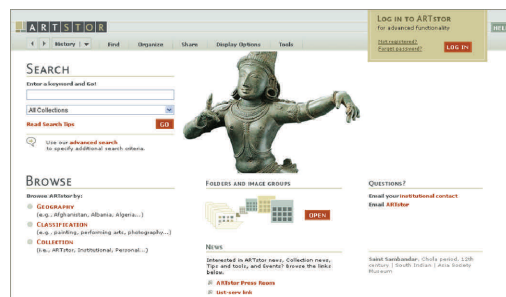 ARTSTOR
LOG IN TO ARTstor
for advanced functionality
Not registered?
Forgot password?
LOG IN
History
Find
Organize
Share
Display Options
Tools
SEARCH
Enter a keyword and Go!
All Collections
Read Search Tips
GO
Use our advanced search
to specify additional search criteria.
BROWSE
Browse ARTstor by:
GEOGRAPHY
(e.g., Afghanistan, Albania, Algeria...)
CLASSIFICATION
(e.g., painting, performing arts, photography...)
COLLECTION
(e.g., ARTstor, Institutional, Personal...)
FOLDERS AND IMAGE GROUPS
OPEN
NEWS
Interested in ARTstor news, Collection news,
Tips and tools, and Events? Browse the links
below.
ARTstor Press Room
List-serv link
QUESTIONS?
Email your institutional contact
Email ARTstor
Saint Sambandar. Chola period, 12th
century | South Indian | Asia Society
Museum